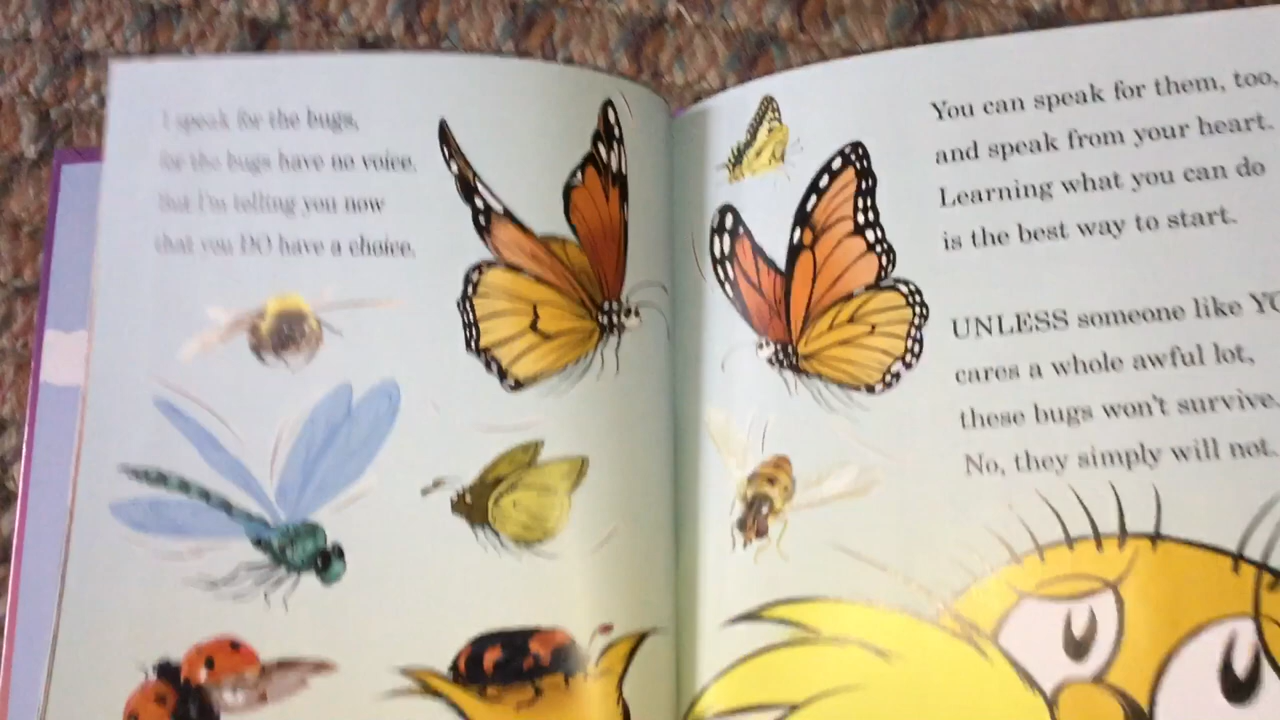 I speak for the bugs,
for the bugs have no voice.
But I'm telling you now
that you DO have a choice.
You can speak for them, too,
and speak from your heart.
Learning what you can do
is the best way to start.
UNLESS someone like
cares a whole awful lot,
these bugs won't survive.
No, they simply will not.